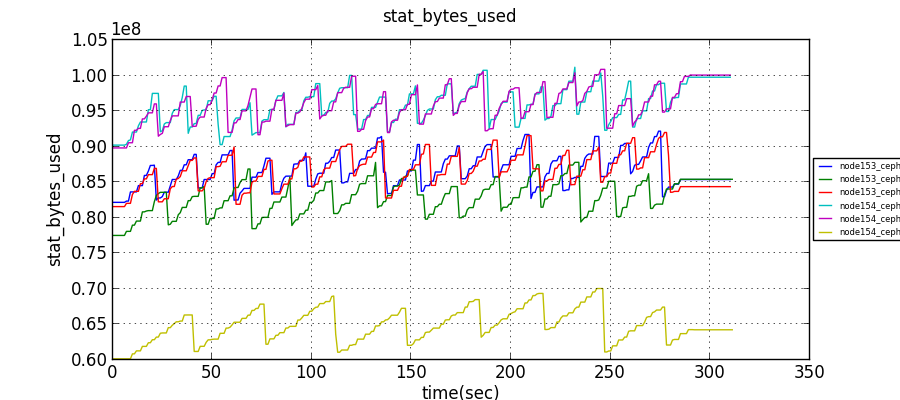 stat_bytes_used
1e8
1.05
1.00
0.95
0.90
0.85
0.80
0.75
0.70
0.65
0.60
stat_bytes_used
0 50 100 150 200 250 300 350
time(sec)
node153_ceph
node153_ceph
node153_ceph
node154_ceph
node154_ceph
node154_ceph